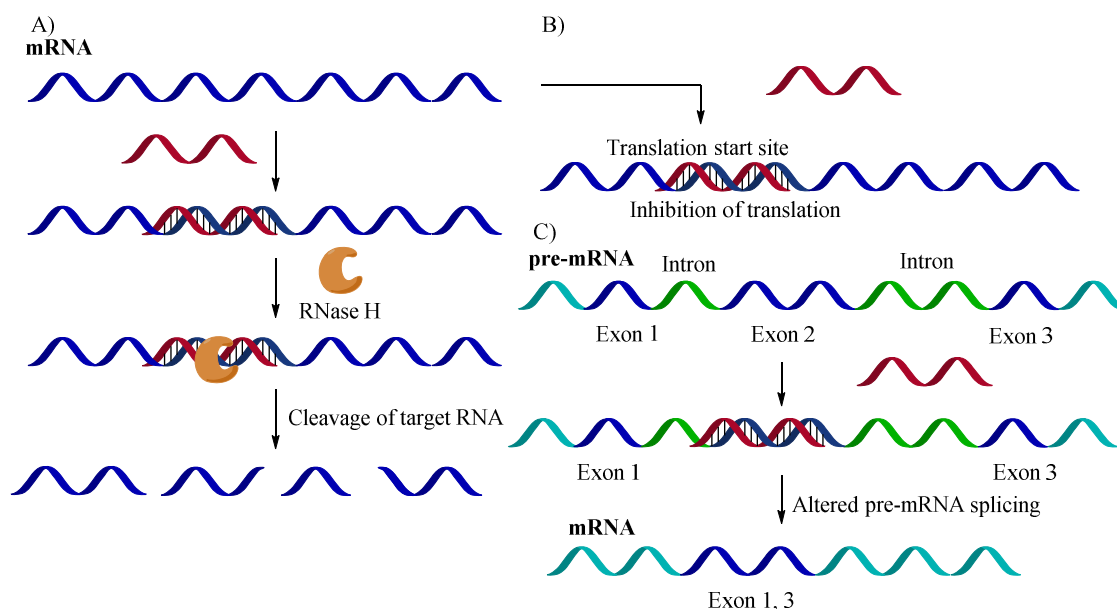 A)
mRNA
RNase H
Cleavage of target RNA
B)
Translation start site
Inhibition of translation
C)
pre-mRNA
Intron
Intron
Exon 1
Exon 2
Exon 3
Exon 1
Exon 3
Altered pre-mRNA splicing
mRNA
Exon 1, 3